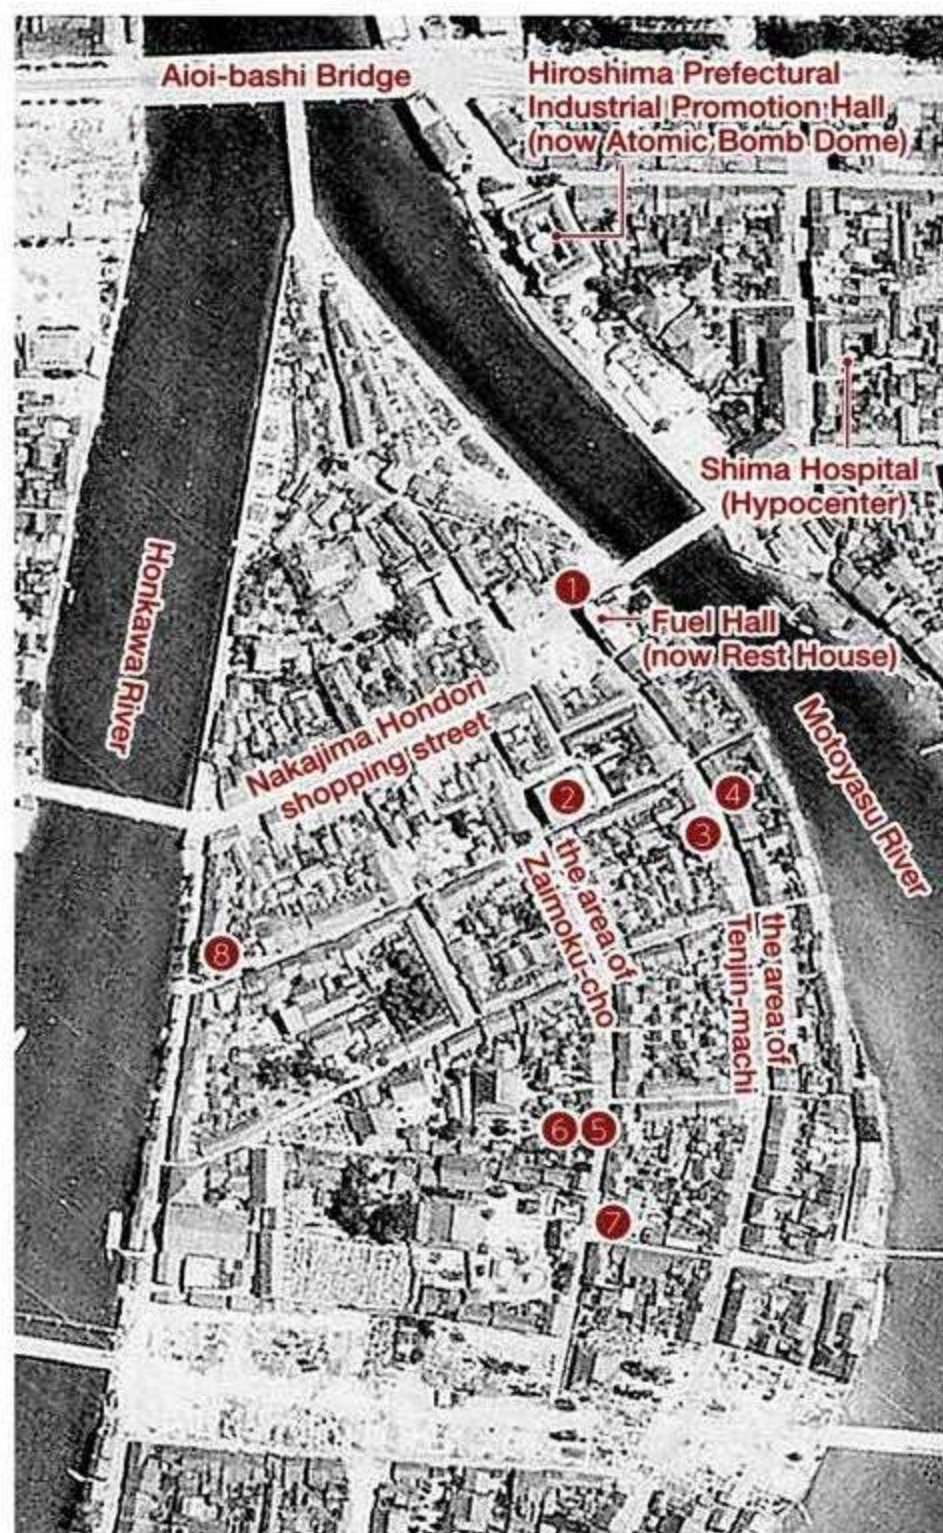 Aioi-bashi Bridge
Hiroshima Prefectural
Industrial Promotion Hall
(now Atomic Bomb Dome)
Shima Hospital
(Hypocenter)
Honkawa River
1
Fuel Hall
(now Rest House)
Nakajima Hondori
shopping street
Motoyasu River
2
4
3
the area of
Zaimoku-cho
the area of
Tenjin-machi
8
6
5
7